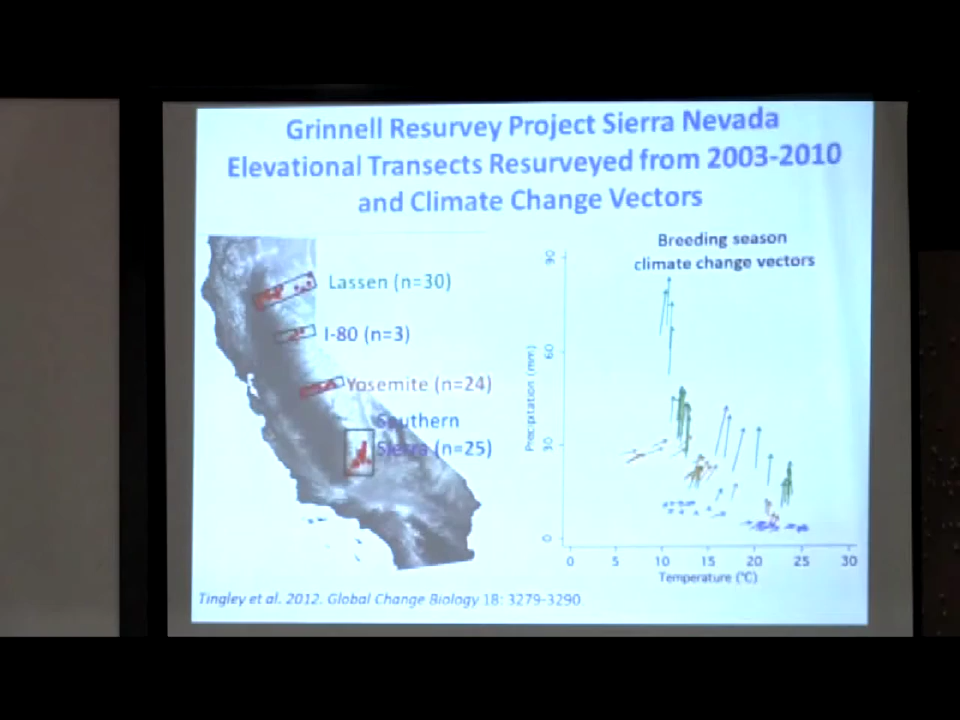 Grinnell Resurvey Project Sierra Nevada
Elevational Transects Resurveyed from 2003-2010
and Climate Change Vectors
Lassen (n=30)
I-80 (n=3)
Yosemite (n=24)
Southern
Sierra (n=25)
Breeding season
climate change vectors
90
60
30
0
Precipitation (mm)
0 5 10 15 20 25 30
Temperature (°C)
Tingley et al. 2012. Global Change Biology 18: 3279-3290